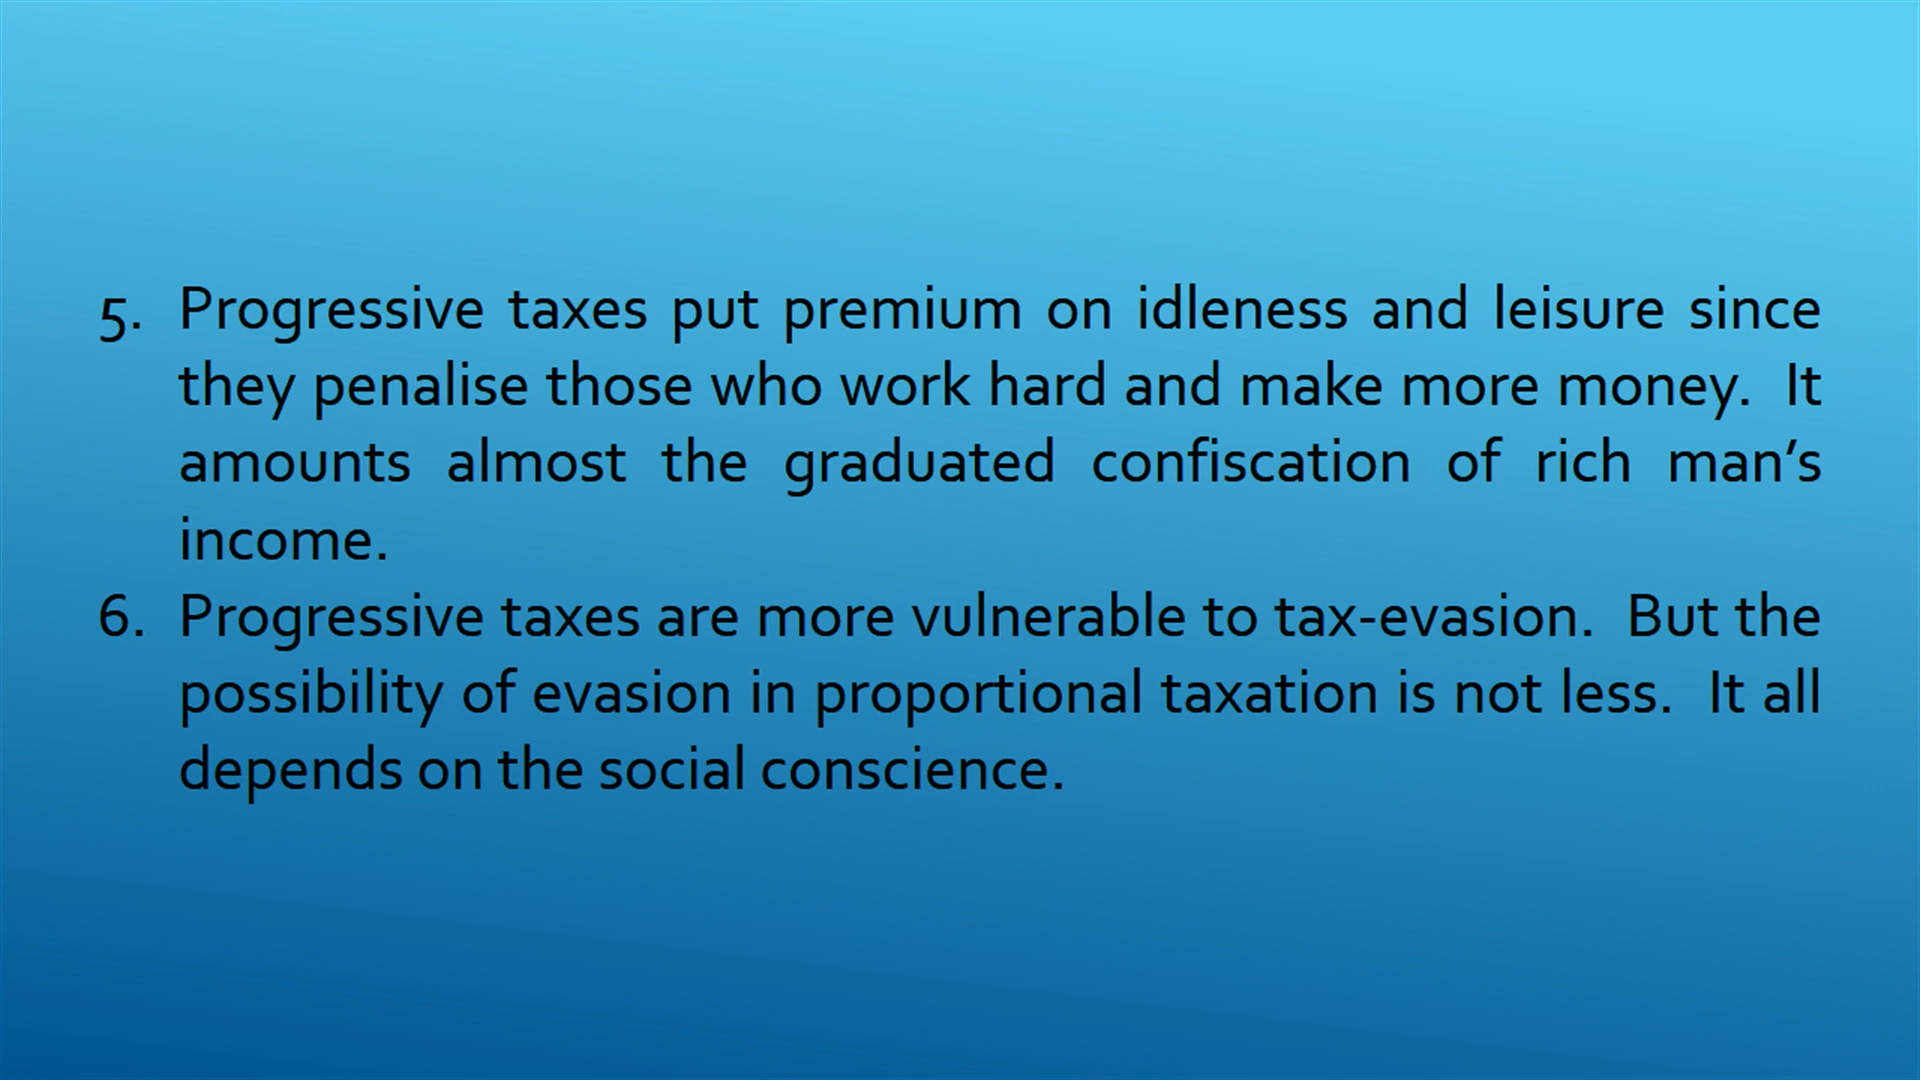 5. Progressive taxes put premium on idleness and leisure since
they penalise those who work hard and make more money. It
amounts almost the graduated confiscation of rich man’s
income.
6. Progressive taxes are more vulnerable to tax-evasion. But the
possibility of evasion in proportional taxation is not less. It all
depends on the social conscience.